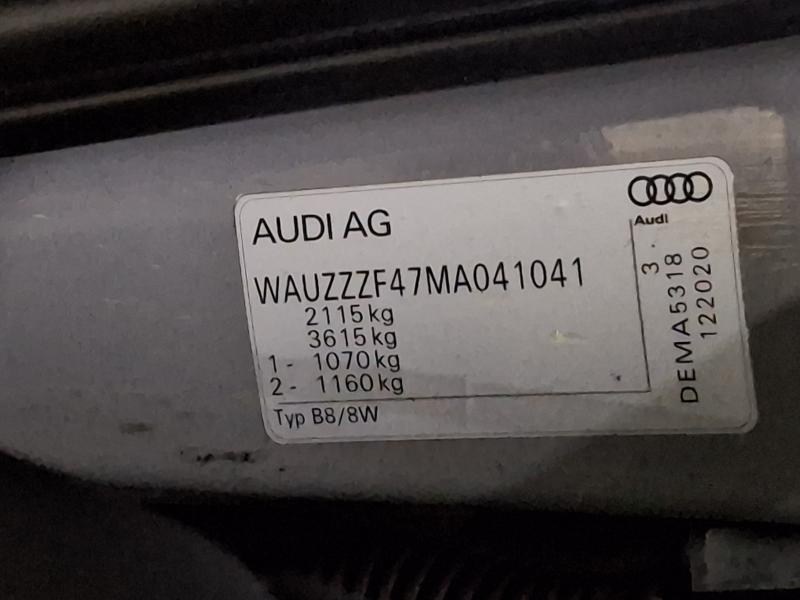 AUDI AG
Audi
WAUZZZF47MA041041
2115 kg
3615 kg
1 - 1070 kg
2 - 1160 kg
Typ B8/8W
3.
DEMA5318
122020